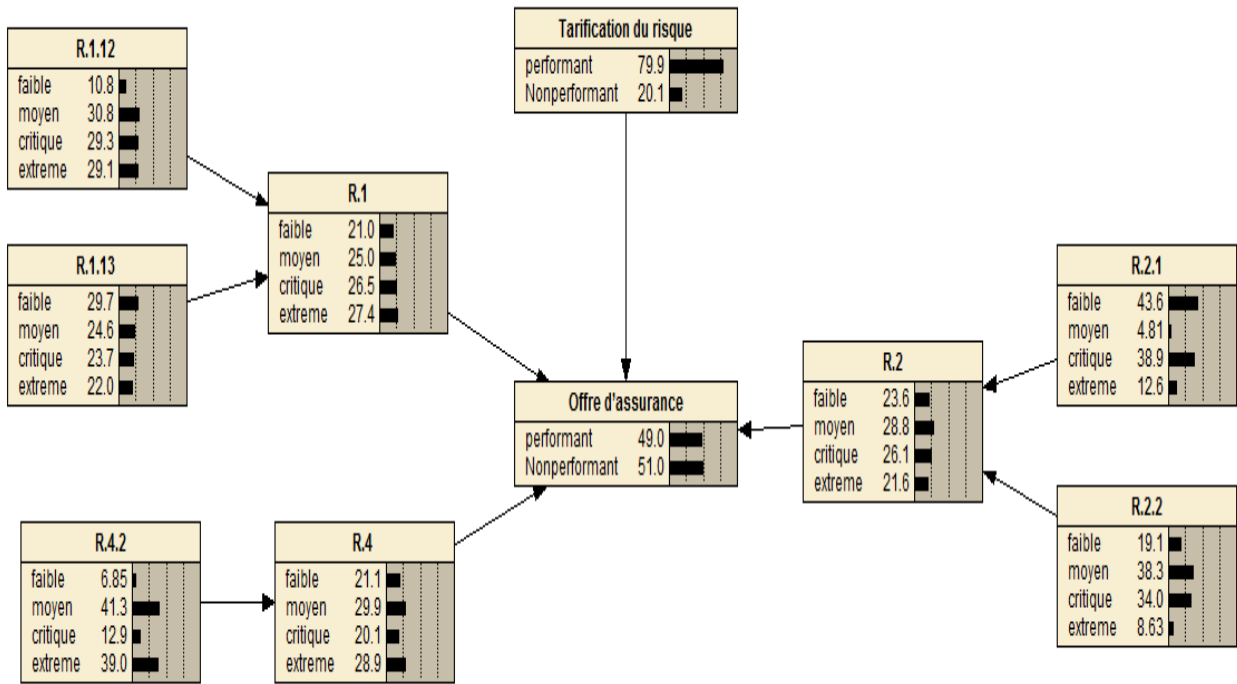 Tarification du risque
performant 79.9
Nonperformant 20.1
R.1.12
faible 10.8
moyen 30.8
critique 29.3
extreme 29.1
R.1
faible 21.0
moyen 25.0
critique 26.5
extreme 27.4
R.1.13
faible 29.7
moyen 24.6
critique 23.7
extreme 22.0
R.2.1
faible 43.6
moyen 4.81
critique 38.9
extreme 12.6
R.2
faible 23.6
moyen 28.8
critique 26.1
extreme 21.6
Offre d'assurance
performant 49.0
Nonperformant 51.0
R.2.2
faible 19.1
moyen 38.3
critique 34.0
extreme 8.63
R.4.2
faible 6.85
moyen 41.3
critique 12.9
extreme 39.0
R.4
faible 21.1
moyen 29.9
critique 20.1
extreme 28.9